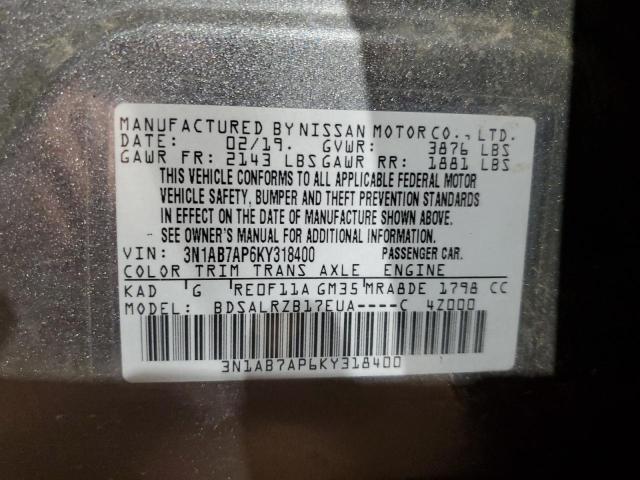 MANUFACTURED BY NISSAN MOTOR CO., LTD.
DATE: 02/19. GVWR: 3876 LBS
GAWR FR: 2143 LBS GAWR RR: 1881 LBS
THIS VEHICLE CONFORMS TO ALL APPLICABLE FEDERAL MOTOR
VEHICLE SAFETY, BUMPER AND THEFT PREVENTION STANDARDS
IN EFFECT ON THE DATE OF MANUFACTURE SHOWN ABOVE.
- SEE OWNER'S MANUAL FOR ADDITIONAL INFORMATION.
VIN: 3N1AB7AP6KY318400 PASSENGER CAR.
COLOR TRIM TRANS AXLE ENGINE
KAD G RE0F11A GM35 MRA8DE 1798 CC
MODEL: BDSALRZB17EUA----C 4Z000
3N1AB7AP6KY318400